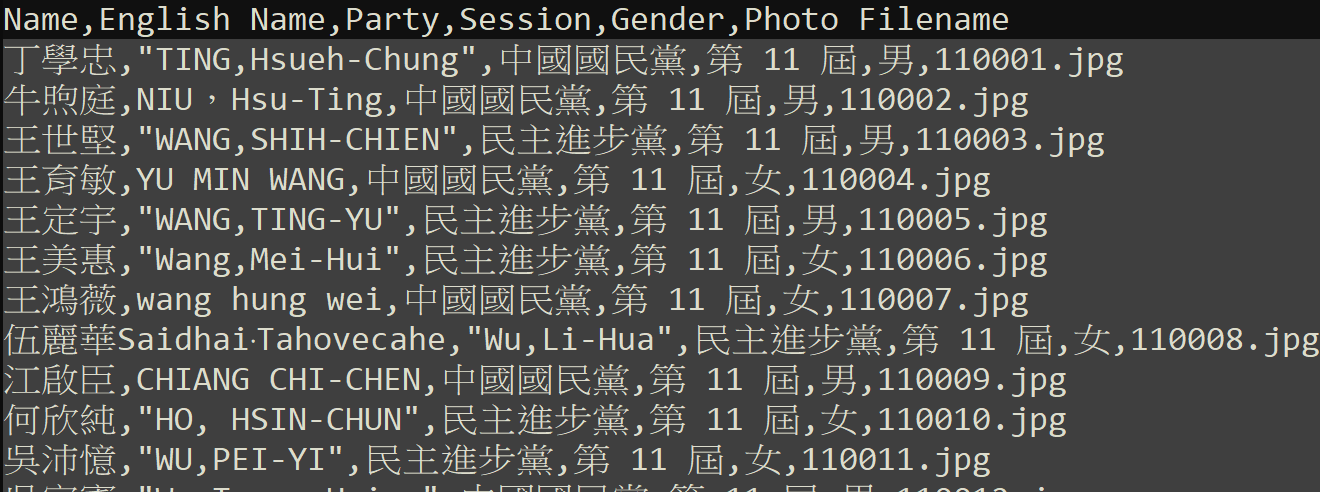 Name,English Name,Party,Session,Gender,Photo Filename
丁學忠,"TING,Hsueh-Chung",中國國民黨,第 11 屆,男,110001.jpg
牛煦庭,NIU，Hsu-Ting,中國國民黨,第 11 屆,男,110002.jpg
王世堅,"WANG,SHIH-CHIEN",民主進步黨,第 11 屆,男,110003.jpg
王育敏,YU MIN WANG,中國國民黨,第 11 屆,女,110004.jpg
王定宇,"WANG,TING-YU",民主進步黨,第 11 屆,男,110005.jpg
王美惠,"Wang,Mei-Hui",民主進步黨,第 11 屆,女,110006.jpg
王鴻薇,wang hung wei,中國國民黨,第 11 屆,女,110007.jpg
伍麗華Saidhai‧Tahovecahe,"Wu,Li-Hua",民主進步黨,第 11 屆,女,110008.jpg
江啟臣,CHIANG CHI-CHEN,中國國民黨,第 11 屆,男,110009.jpg
何欣純,"HO, HSIN-CHUN",民主進步黨,第 11 屆,女,110010.jpg
吳沛憶,"WU,PEI-YI",民主進步黨,第 11 屆,女,110011.jpg